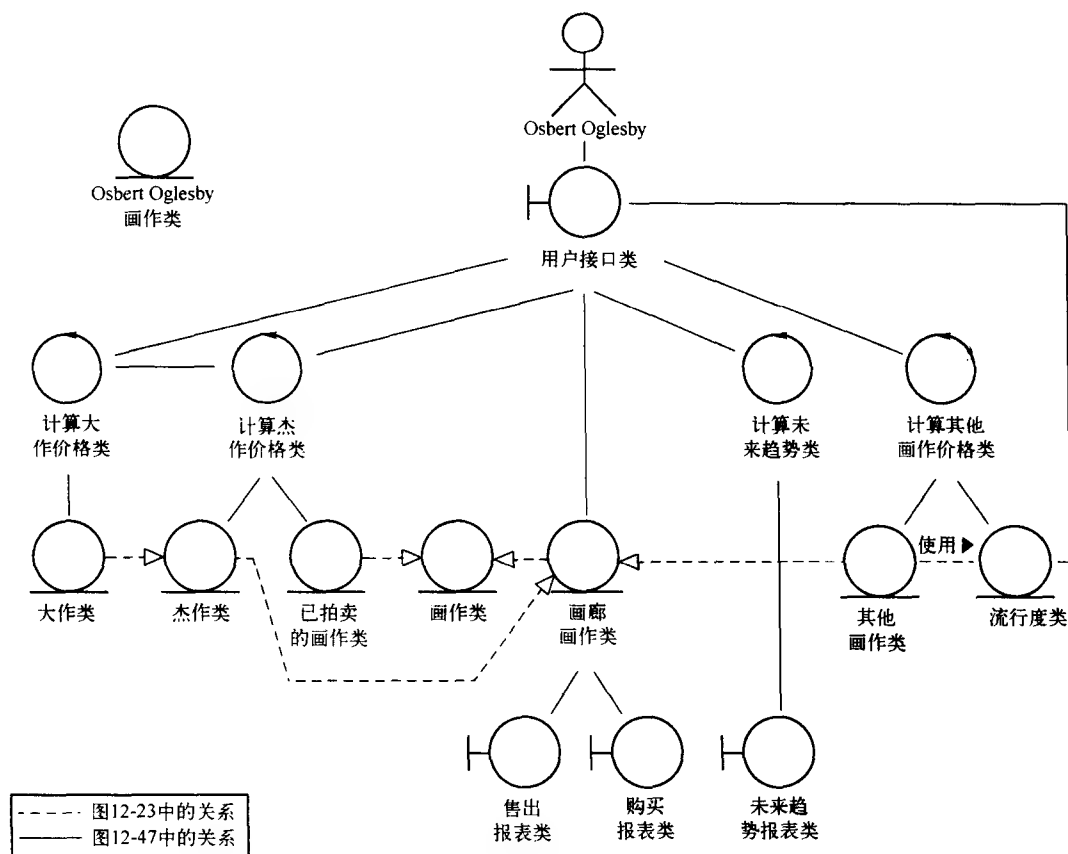 Osbert Oglesby
Osbert Oglesby
画作类
用户接口类
计算大
作价格类
计算杰
作价格类
计算未
来趋势类
计算其他
画作价格类
大作类
杰作类
已拍卖
的画作类
画作类
画廊
画作类
使用
其他
画作类
流行度类
售出
报表类
购买
报表类
未来趋
势报表类
图12-23中的关系
图12-47中的关系